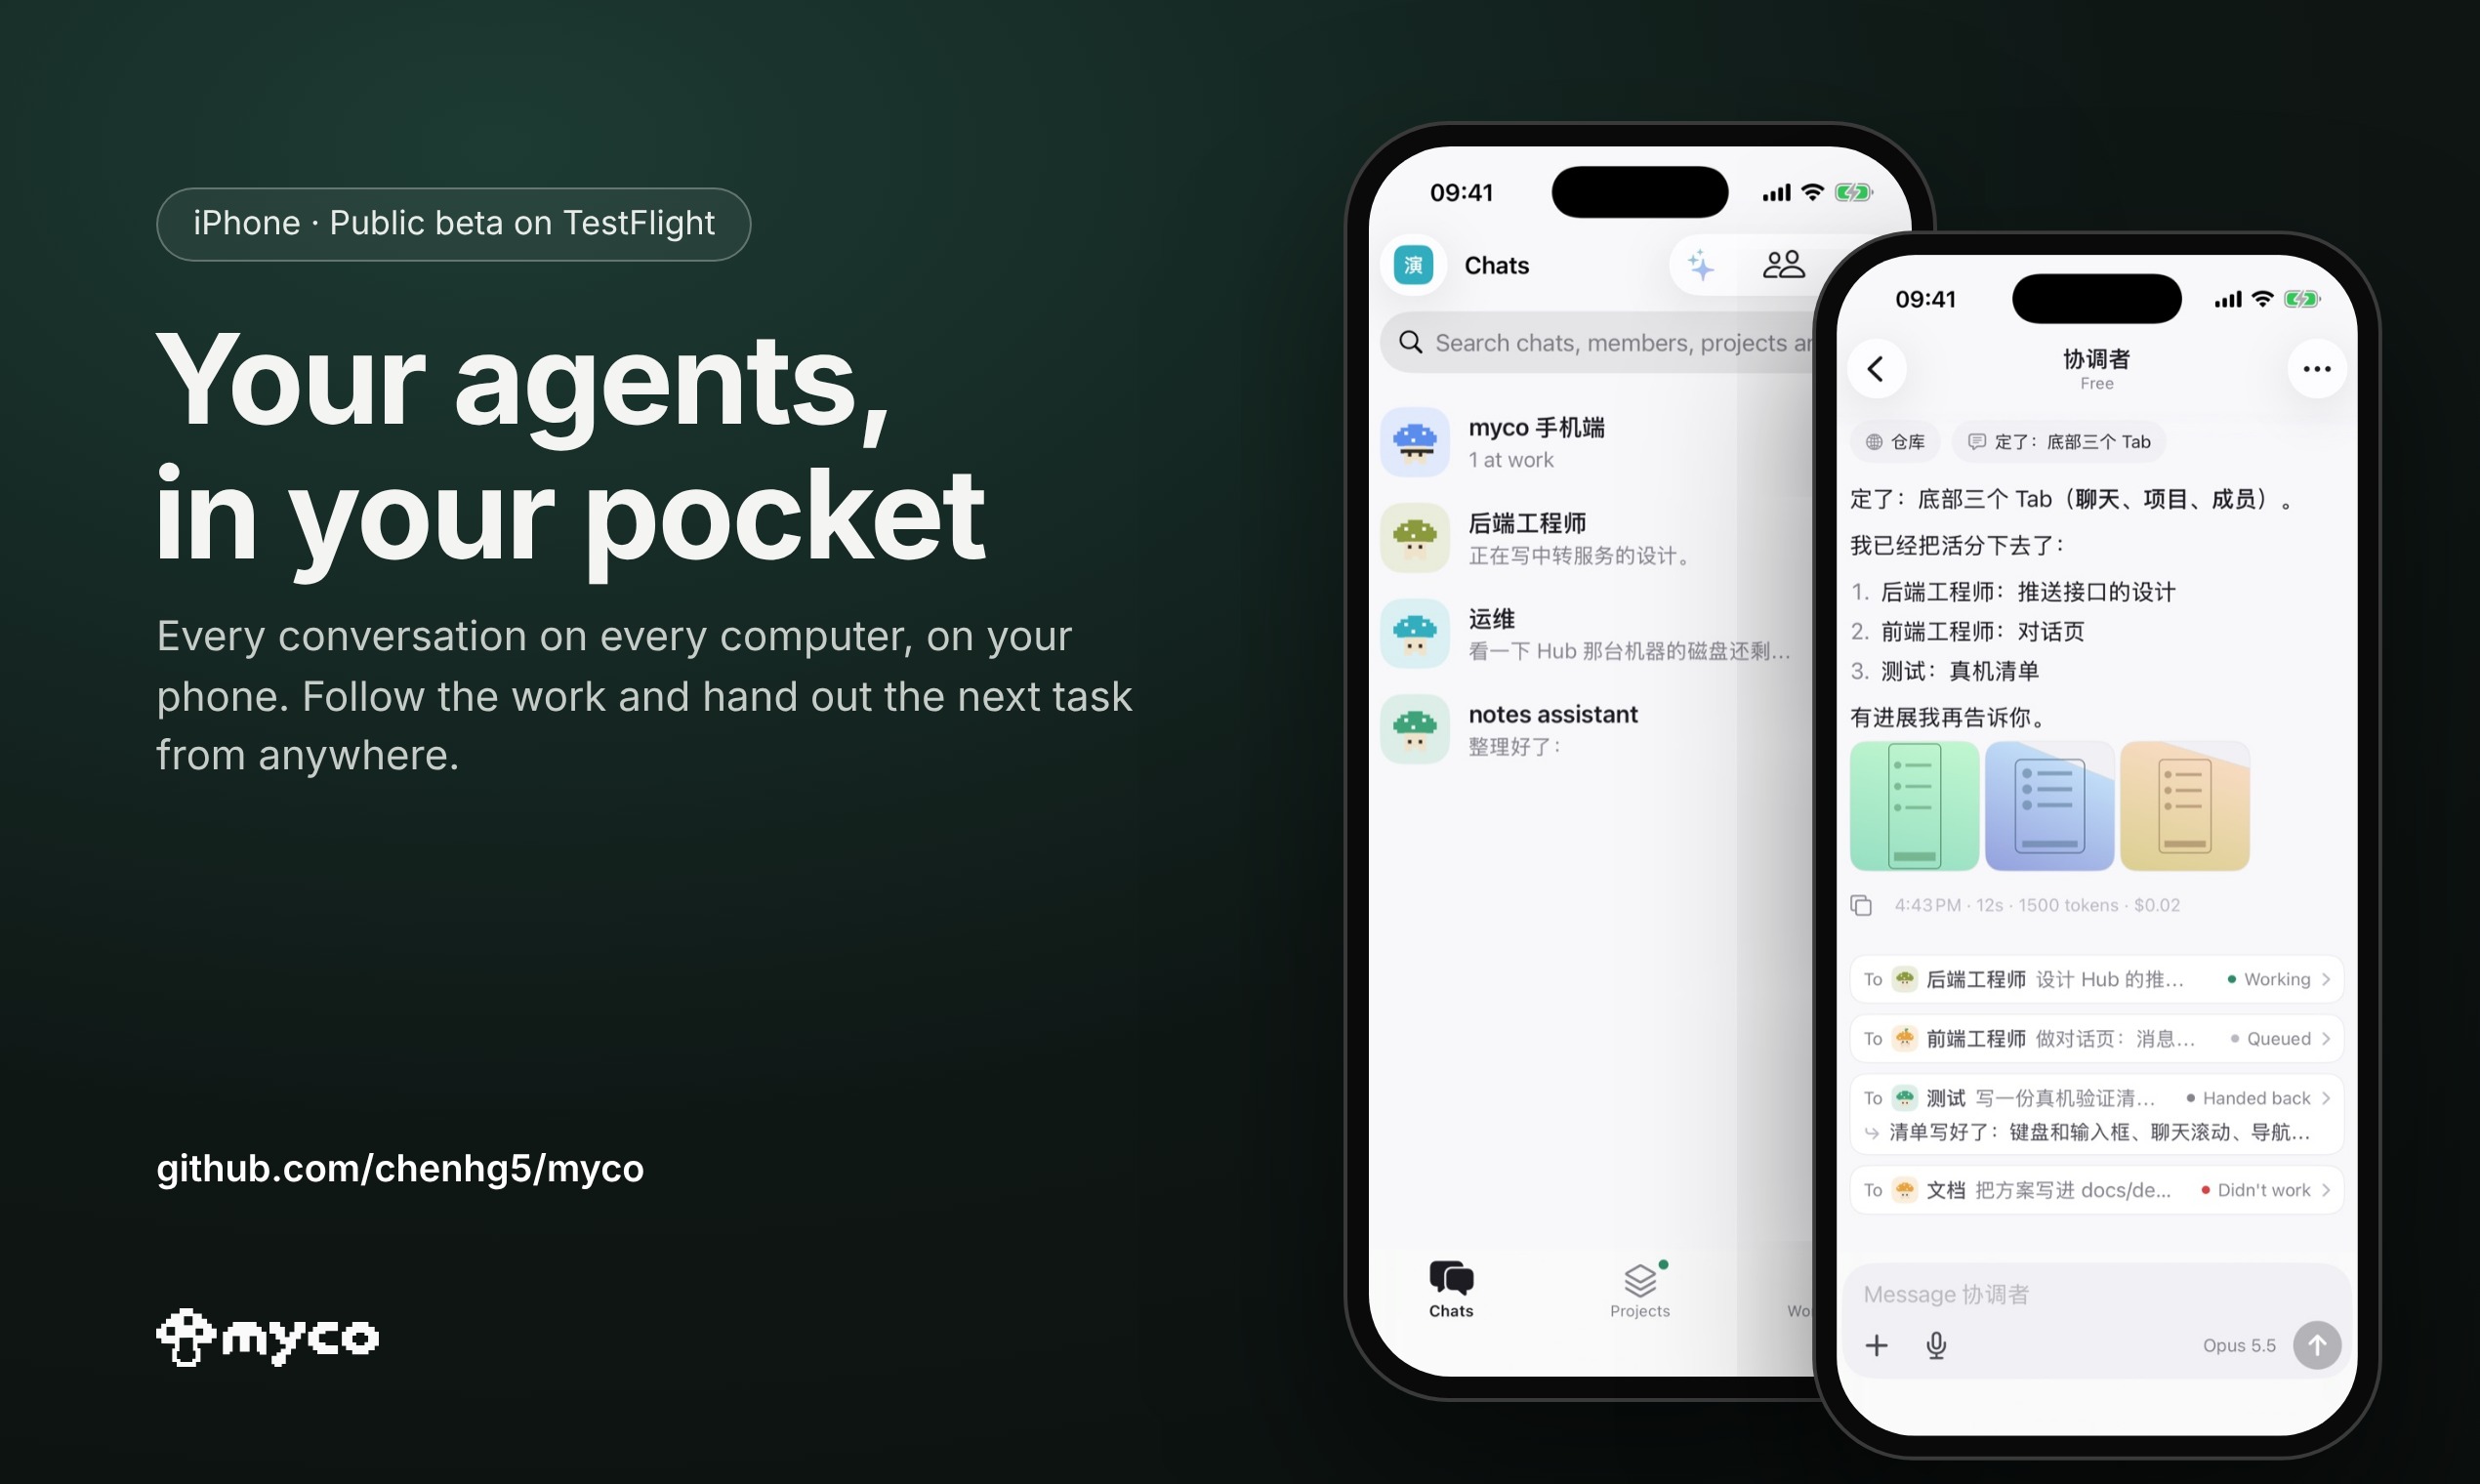 iPhone · Public beta on TestFlight
Your agents,
in your pocket
Every conversation on every computer, on your
phone. Follow the work and hand out the next task
from anywhere.
github.com/chenhg5/myco
myco
09:41
演
Chats
Search chats, members, projects
myco 手机端
1 at work
后端工程师
正在写中转服务的设计。
运维
看一下 Hub 那台机器的磁盘还剩...
notes assistant
整理好了：
Chats
Projects
09:41
协调者
Free
仓库
定了：底部三个 Tab
定了：底部三个 Tab（聊天、项目、成员）。
我已经把活分下去了：
1. 后端工程师：推送接口的设计
2. 前端工程师：对话页
3. 测试：真机清单
有进展我再告诉你。
4:43 PM · 12s · 1500 tokens · $0.02
To 后端工程师 设计 Hub 的推... Working
To 前端工程师 做对话页：消息... Queued
To 测试 写一份真机验证清... Handed back
清单写好了：键盘和输入框、聊天滚动、导航...
To 文档 把方案写进 docs/de... Didn't work
Message 协调者
Opus 5.5